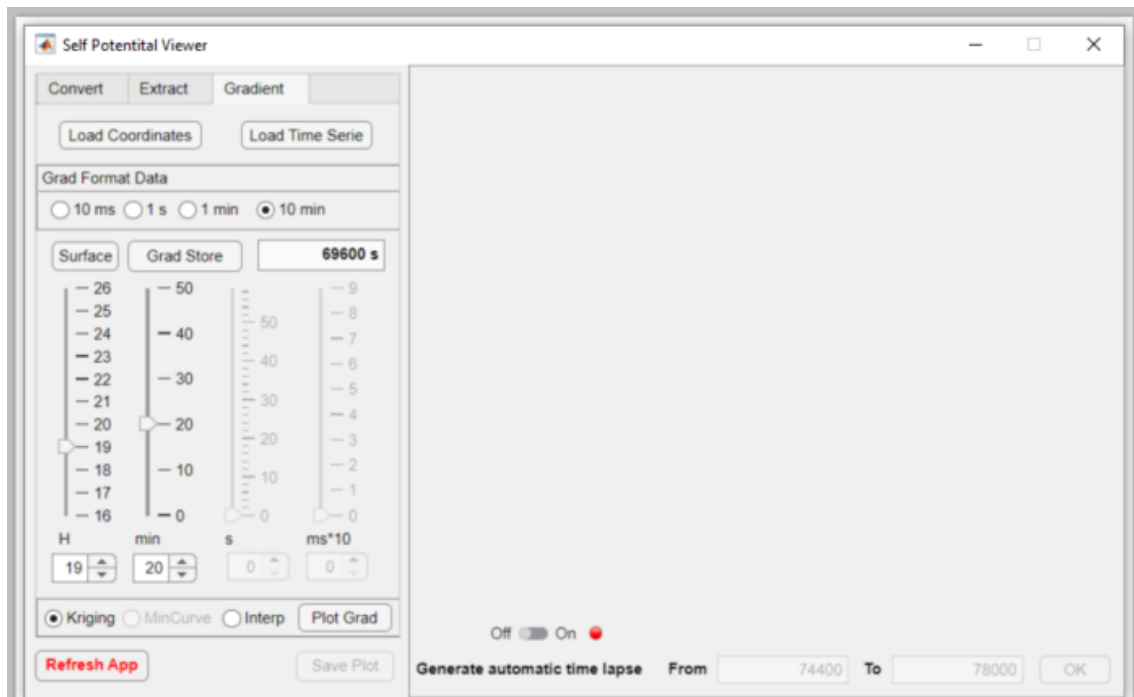 Self Potentital Viewer
Convert Extract Gradient
Load Coordinates Load Time Serie
Grad Format Data
10 ms 1 s 1 min 10 min
Surface Grad Store 69600 s
26 50 9
25 50 8
24 40 7
23 40 6
22 30 5
21 30 4
20 20 3
19 20 2
18 10 1
17 10 0
16 0 0
H min s ms*10
19 20 0 0
Kriging MinCurve Interp Plot Grad
Off On
Refresh App Save Plot Generate automatic time lapse From 74400 To 78000 OK